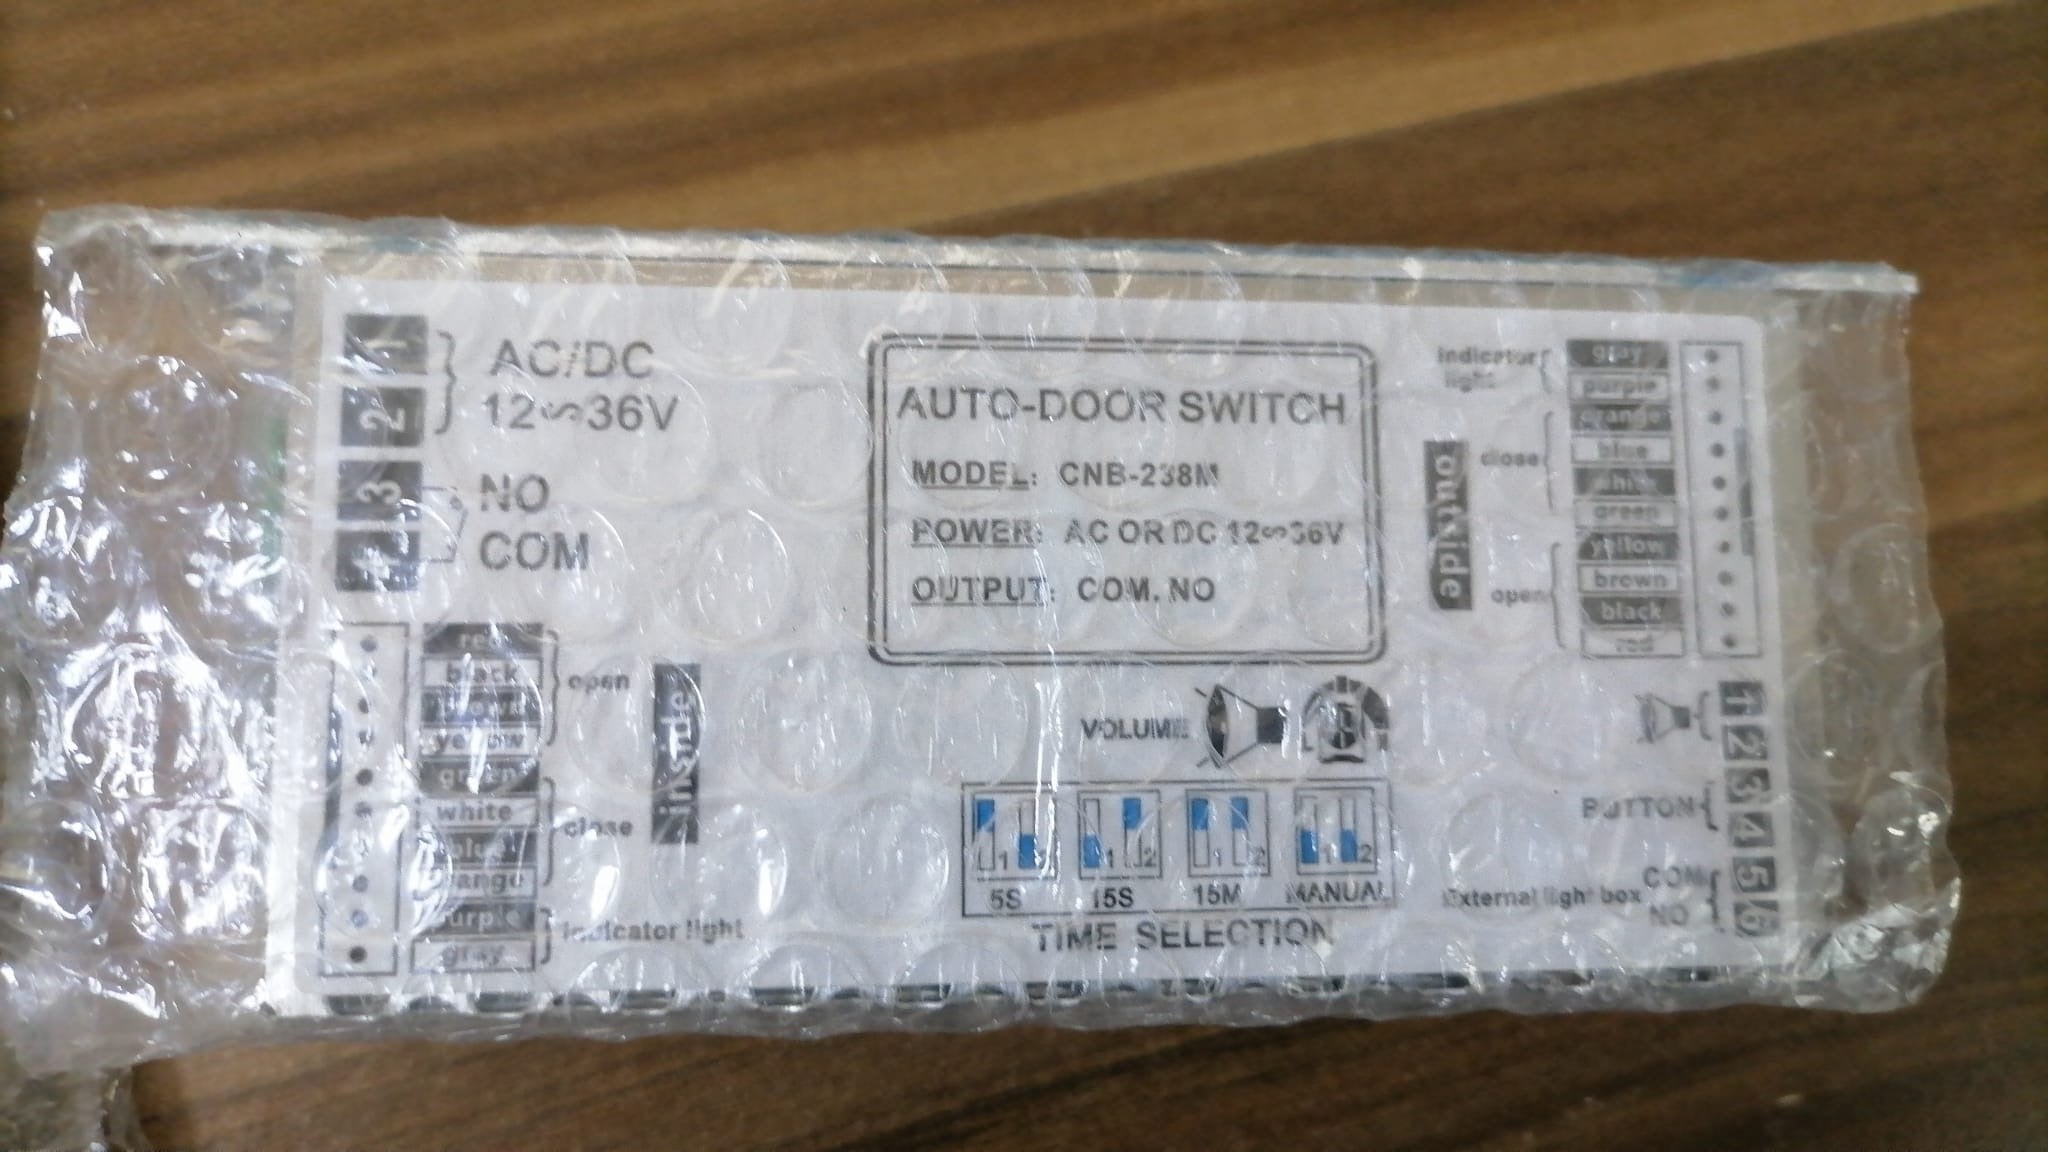 1
2
AC/DC
12∽36V
3
4
NO
COM
red
black
brown
yellow
green
white
blue
orange
purple
gray
open
close
indicator light
inside
AUTO-DOOR SWITCH
MODEL: CNB-238M
POWER: AC OR DC 12∽36V
OUTPUT: COM. NO
VOLUME
L
1
1 2
1 2
1 2
5S 15S 15M MANUAL
TIME SELECTION
indicator
light
close
open
outside
gray
purple
orange
blue
white
green
yellow
brown
black
red
1
2
3
4
5
6
BUTTON
External light box
COM
NO